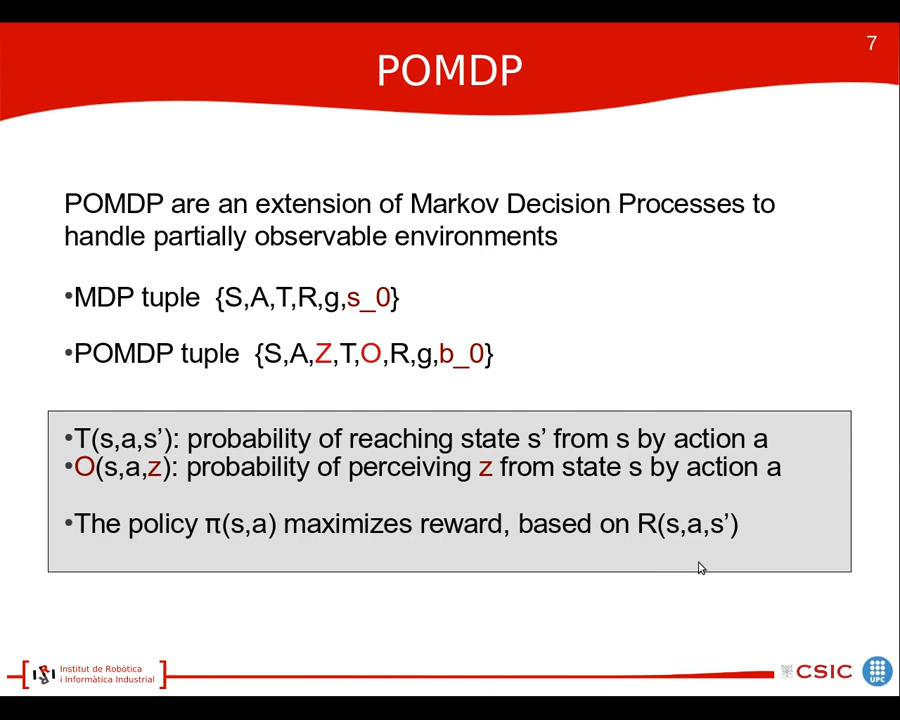 7
POMDP
POMDP are an extension of Markov Decision Processes to
handle partially observable environments
•MDP tuple {S,A,T,R,g,s_0}
•POMDP tuple {S,A,Z,T,O,R,g,b_0}
•T(s,a,s’): probability of reaching state s’ from s by action a
•O(s,a,z): probability of perceiving z from state s by action a
•The policy π(s,a) maximizes reward, based on R(s,a,s’)
Institut de Robòtica
i Informàtica Industrial
CSIC
UPC